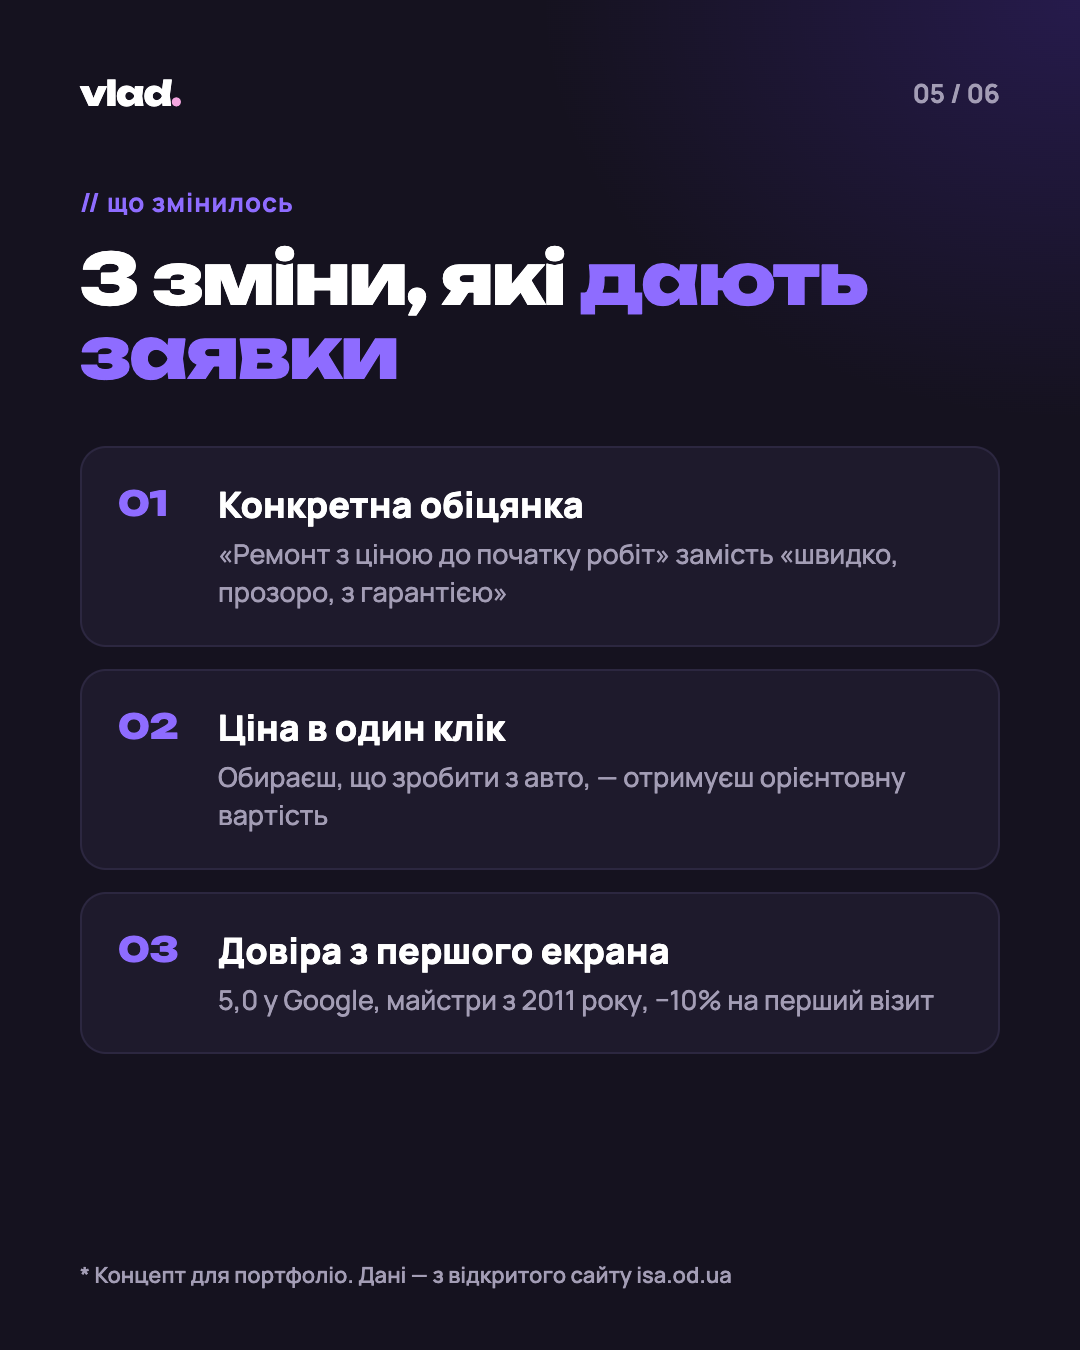 vlad.
05 / 06
// що змінилось
3 зміни, які дають
заявки
01
Конкретна обіцянка
«Ремонт з ціною до початку робіт» замість «швидко,
прозоро, з гарантією»
02
Ціна в один клік
Обираєш, що зробити з авто, — отримуєш орієнтовну
вартість
03
Довіра з першого екрана
5,0 у Google, майстри з 2011 року, −10% на перший візит
* Концепт для портфоліо. Дані — з відкритого сайту isa.od.ua